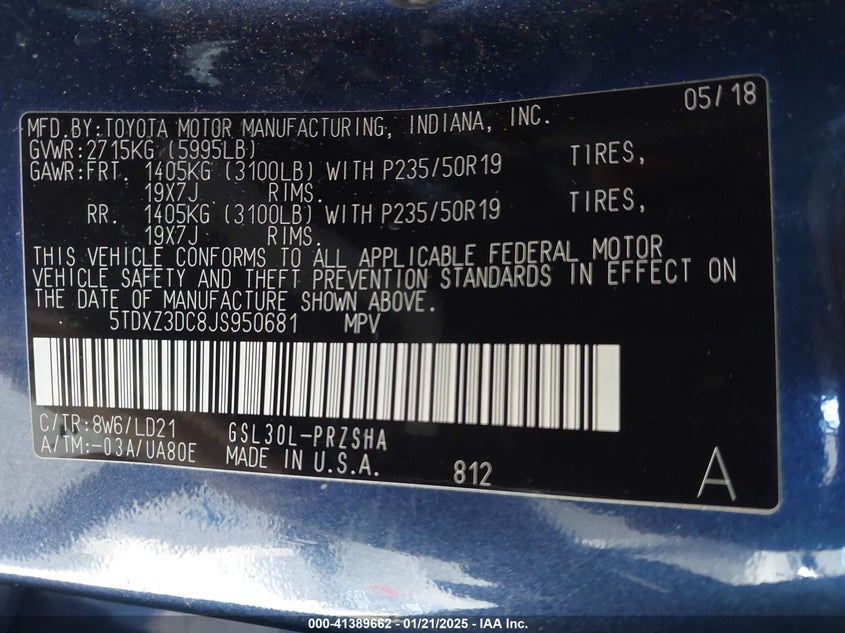 05/18
MFD.BY:TOYOTA MOTOR MANUFACTURING, INDIANA, INC.
GVWR:2715KG (5995LB)
GAWR:FRT. 1405KG (3100LB) WITH P235/50R19 TIRES,
19X7J RIMS.
RR. 1405KG (3100LB) WITH P235/50R19 TIRES,
19X7J RIMS.
THIS VEHICLE CONFORMS TO ALL APPLICABLE FEDERAL MOTOR
VEHICLE SAFETY AND THEFT PREVENTION STANDARDS IN EFFECT ON
THE DATE OF MANUFACTURE SHOWN ABOVE.
5TDXZ3DC8JS950681 MPV
C/TR:8W6/LD21 GSL30L-PRZSHA
A/TM:-03A/UA80E MADE IN U.S.A. 812 A
000-41389662 - 01/21/2025 - IAA Inc.